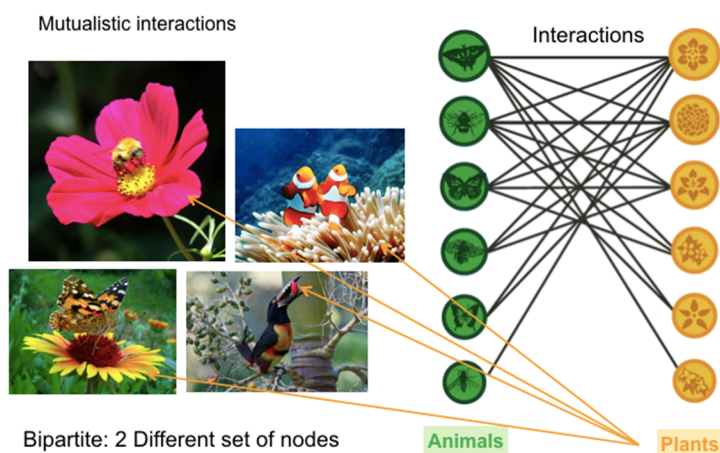 Mutualistic interactions
Interactions
Bipartite: 2 Different set of nodes
Animals
Plants